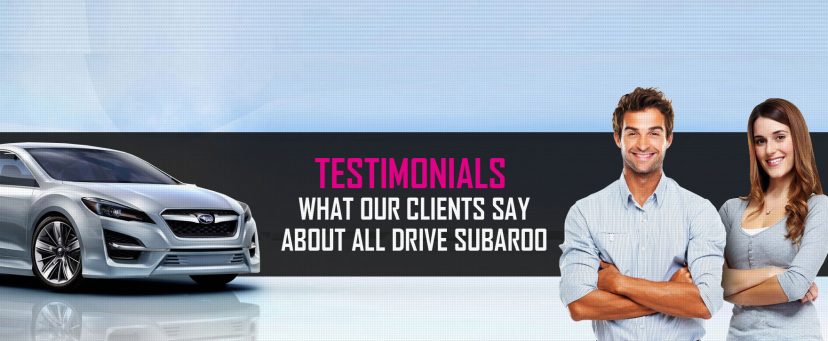 TESTIMONIALS
WHAT OUR CLIENTS SAY
ABOUT ALL DRIVE SUBAROO